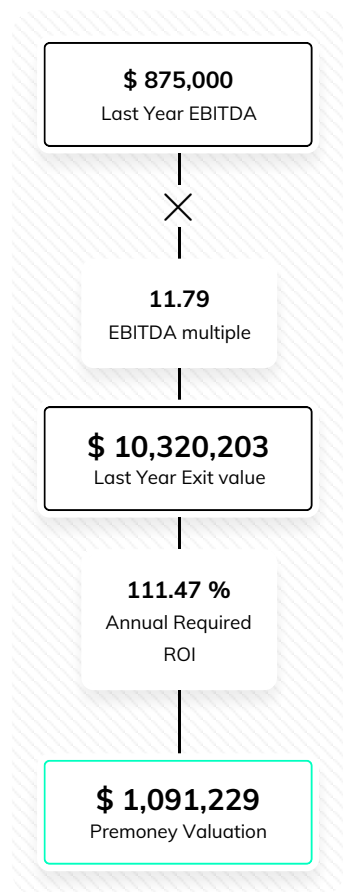 $ 875,000
Last Year EBITDA
11.79
EBITDA multiple
$ 10,320,203
Last Year Exit value
111.47 %
Annual Required
ROI
$ 1,091,229
Premoney Valuation